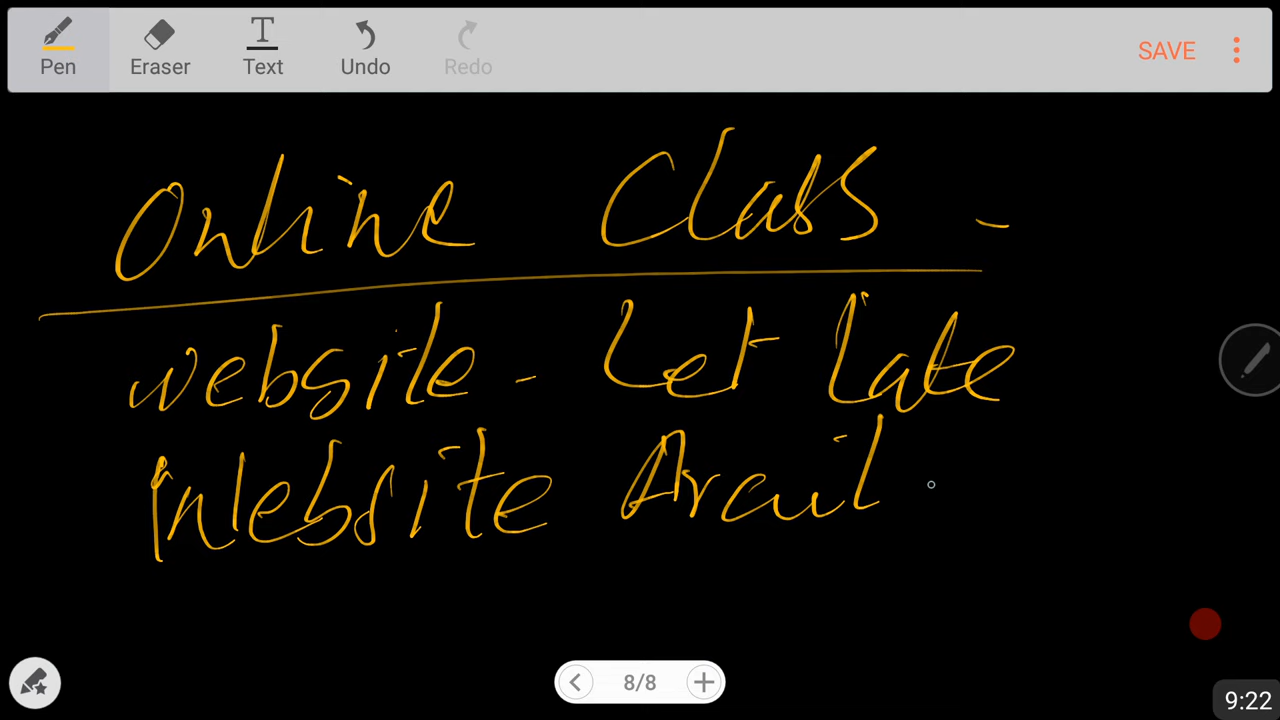 Pen Eraser Text Undo Redo SAVE
Online Class -
website - Let Late
Website Avail
8/8
9:22